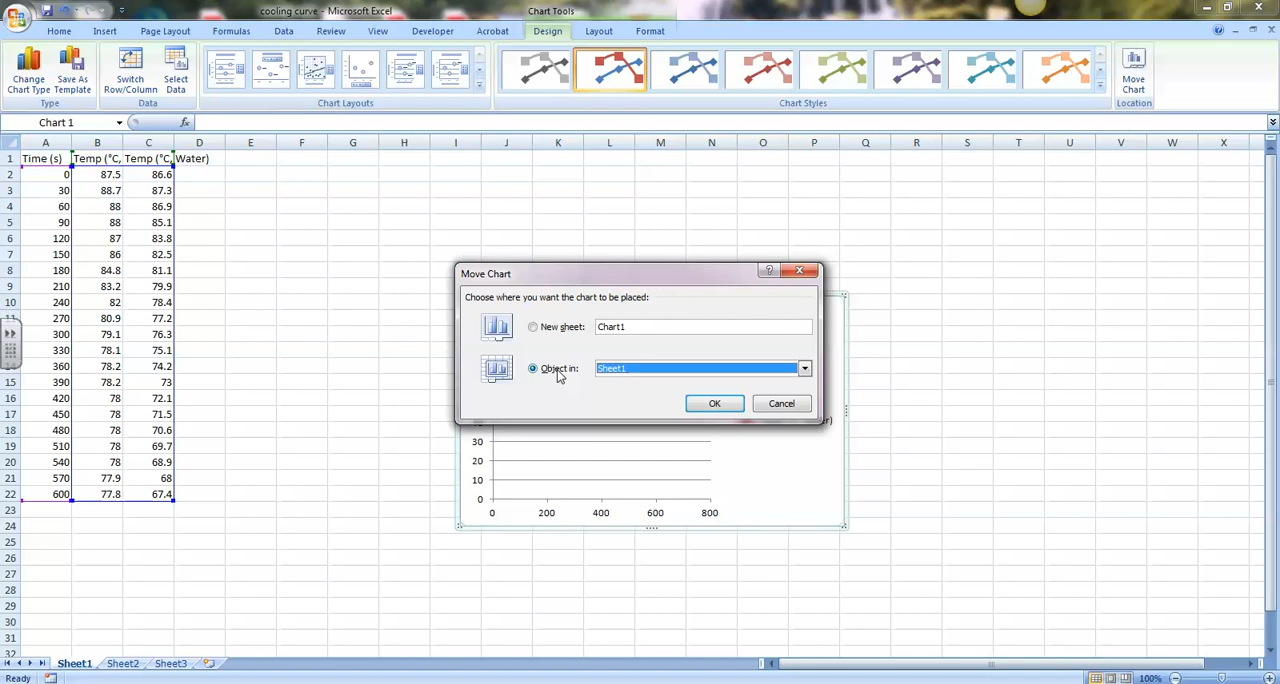 cooling curve - Microsoft Excel
Chart Tools
Home Insert Page Layout Formulas Data Review View Developer Acrobat Design Layout Format
Change Chart Type
Save As Template
Switch Row/Column
Select Data
Move Chart
Type Data Chart Layouts Chart Styles Location
Chart 1 fx
A B C D E F G H I J K L M N O P Q R S T U V W X
1 Time (s) Temp (°C, Temp (°C, Water)
2 0 87.5 86.6
3 30 88.7 87.3
4 60 88 86.9
5 90 88 85.1
6 120 87 83.8
7 150 86 82.5
8 180 84.8 81.1
9 210 83.2 79.9
10 240 82 78.4
11 270 80.9 77.2
300 79.1 76.3
330 78.1 75.1
14 360 78.2 74.2
15 390 78.2 73
16 420 78 72.1
17 450 78 71.5
18 480 78 70.6
19 510 78 69.7
20 540 78 68.9
21 570 77.9 68
22 600 77.8 67.4
23
24
25
26
27
28
29
30
31
32
Move Chart
?
Choose where you want the chart to be placed:
New sheet: Chart1
Object in: Sheet1
OK Cancel
30
20
10
0
0 200 400 600 800
Sheet1 Sheet2 Sheet3
Ready 100%